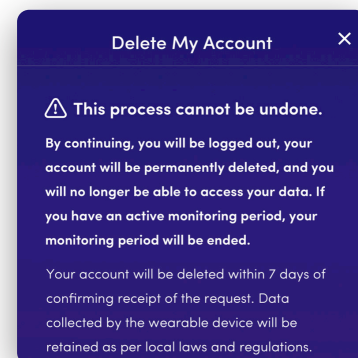 Delete My Account
This process cannot be undone.
By continuing, you will be logged out, your
account will be permanently deleted, and you
will no longer be able to access your data. If
you have an active monitoring period, your
monitoring period will be ended.
Your account will be deleted within 7 days of
confirming receipt of the request. Data
collected by the wearable device will be
retained as per local laws and regulations.